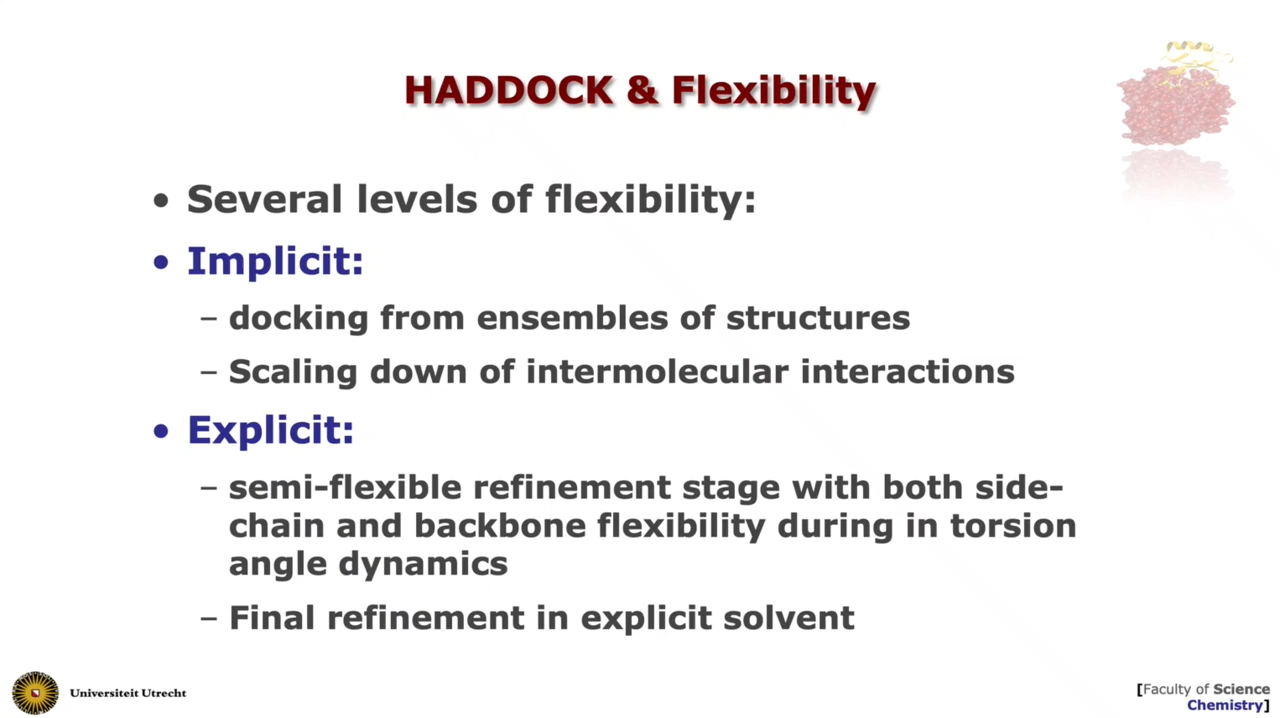 HADDOCK & Flexibility
• Several levels of flexibility:
• Implicit:
– docking from ensembles of structures
– Scaling down of intermolecular interactions
• Explicit:
– semi-flexible refinement stage with both side-
chain and backbone flexibility during in torsion
angle dynamics
– Final refinement in explicit solvent
Universiteit Utrecht
[Faculty of Science
Chemistry]